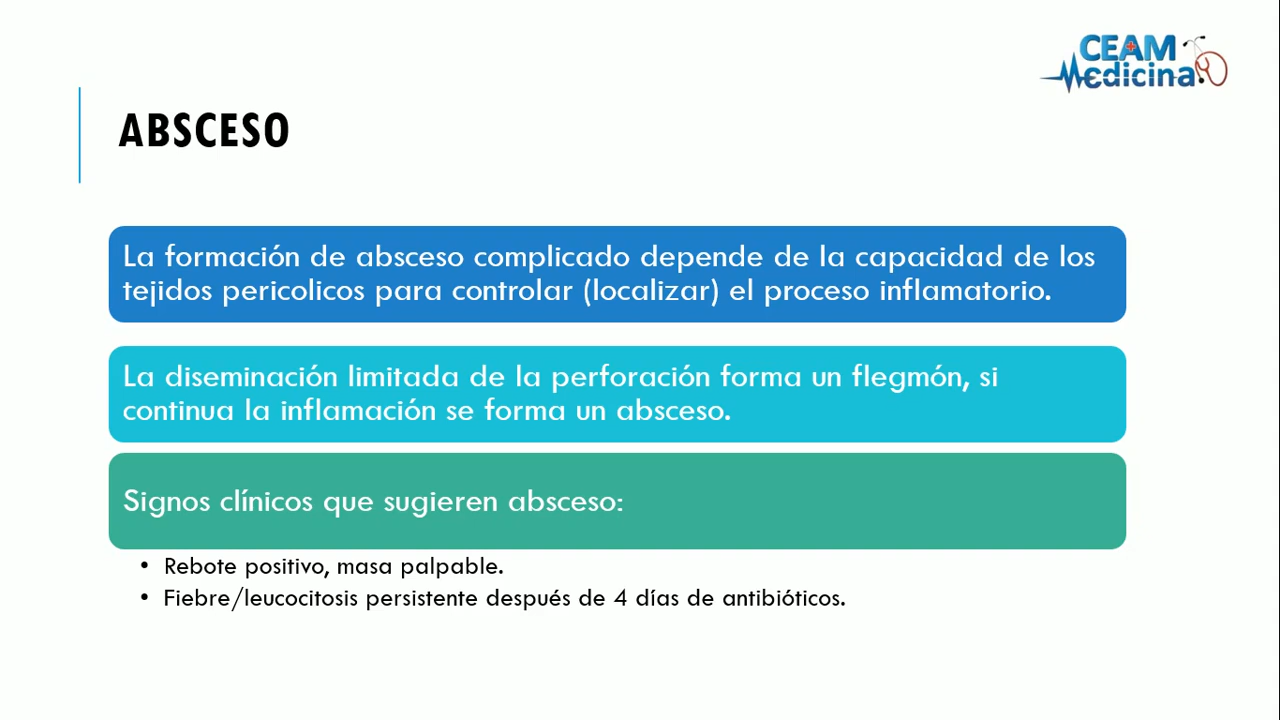 CEAM
Medicina
ABSCESO
La formación de absceso complicado depende de la capacidad de los
tejidos pericolicos para controlar (localizar) el proceso inflamatorio.
La diseminación limitada de la perforación forma un flegmón, si
continua la inflamación se forma un absceso.
Signos clínicos que sugieren absceso:
• Rebote positivo, masa palpable.
• Fiebre/leucocitosis persistente después de 4 días de antibióticos.